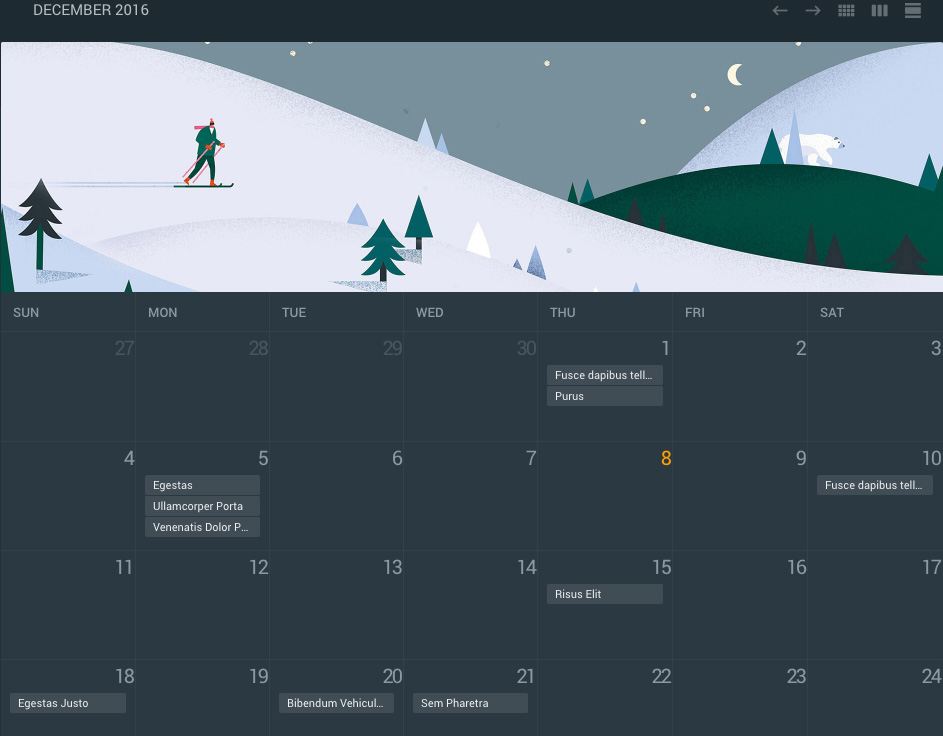 DECEMBER 2016
SUN MON TUE WED THU FRI SAT
27 28 29 30 1 2 3
Fusce dapibus tell...
Purus
4 5 6 7 8 9 10
Egestas Fusce dapibus tell...
Ullamcorper Porta
Venenatis Dolor P...
11 12 13 14 15 16 17
Risus Elit
18 19 20 21 22 23 24
Egestas Justo Bibendum Vehicul... Sem Pharetra